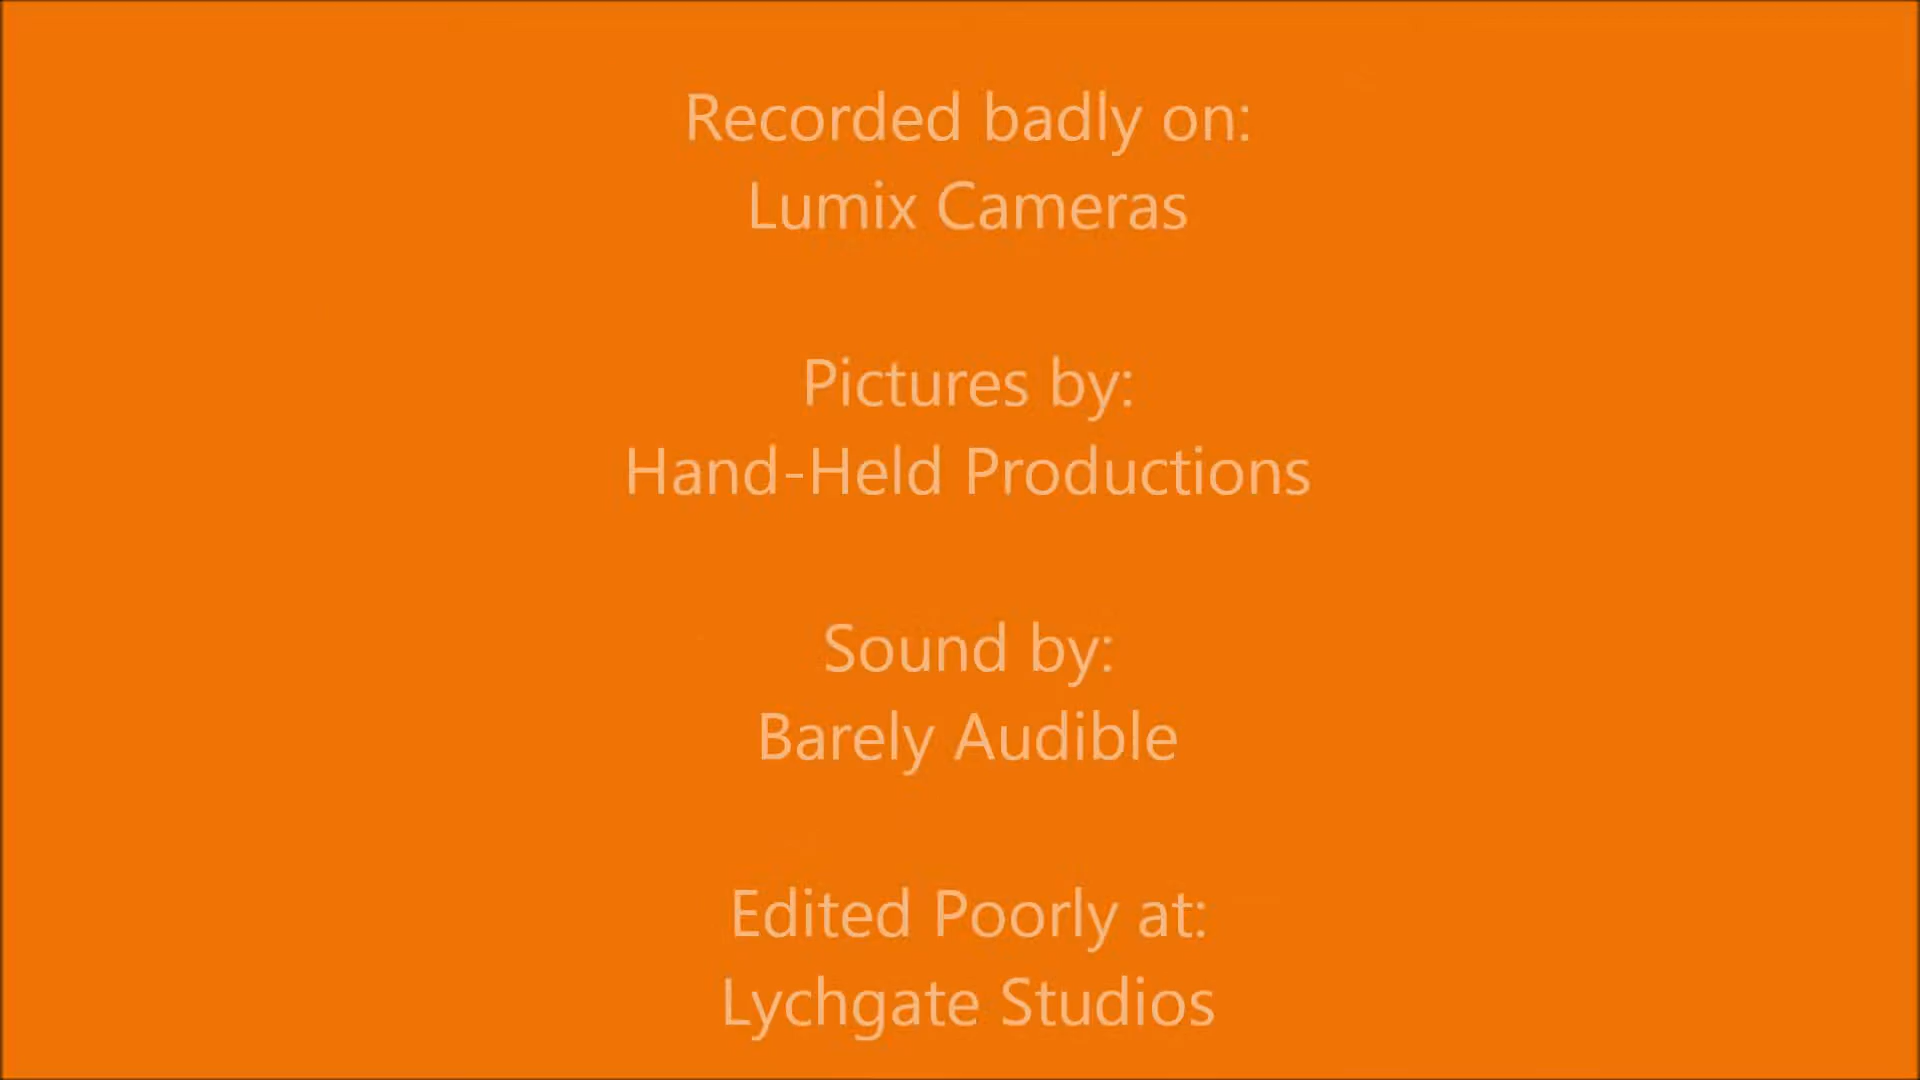 Recorded badly on:
Lumix Cameras
Pictures by:
Hand-Held Productions
Sound by:
Barely Audible
Edited Poorly at:
Lychgate Studios